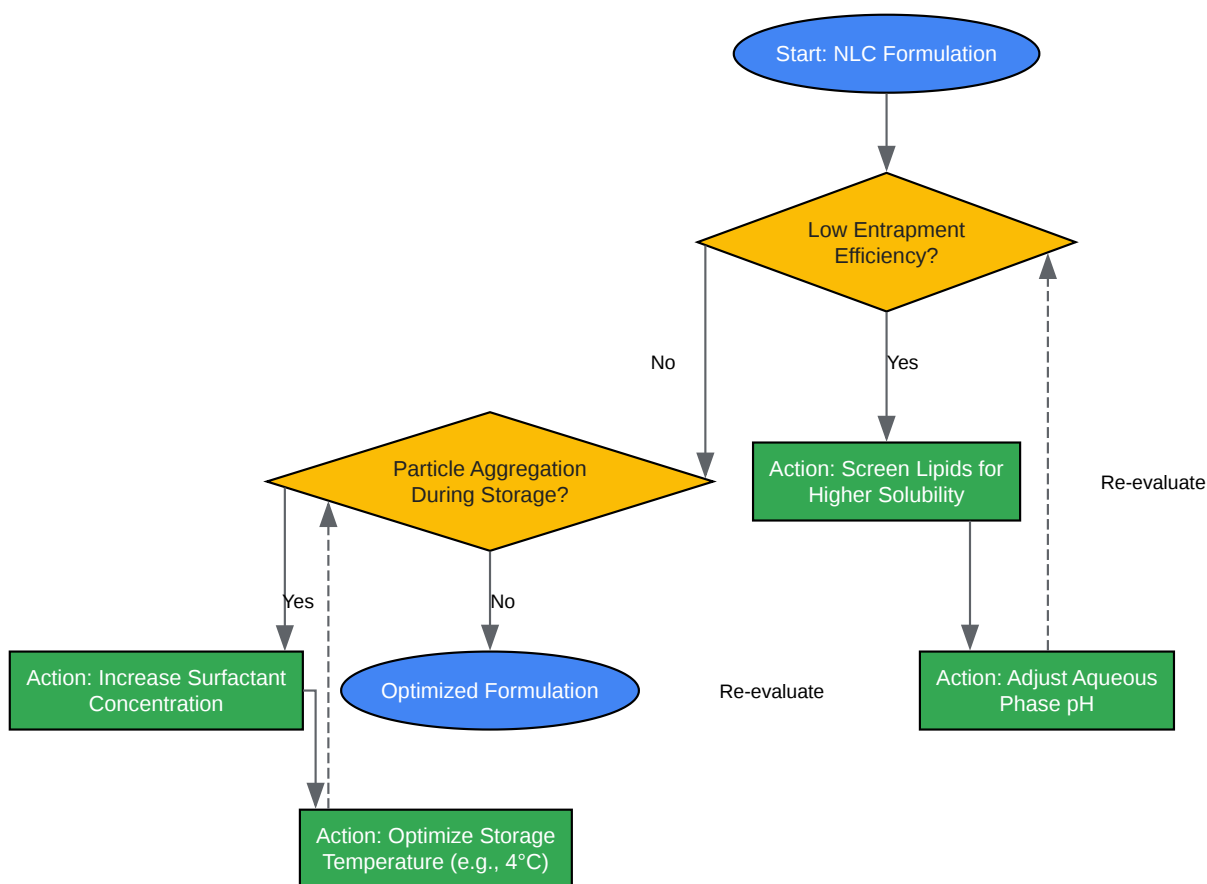 Start: NLC Formulation
Low Entrapment
Efficiency?
No
Yes
Particle Aggregation
During Storage?
Action: Screen Lipids for
Higher Solubility
Re-evaluate
Yes
No
Action: Increase Surfactant
Concentration
Optimized Formulation
Re-evaluate
Action: Adjust Aqueous
Phase pH
Action: Optimize Storage
Temperature (e.g., 4°C)